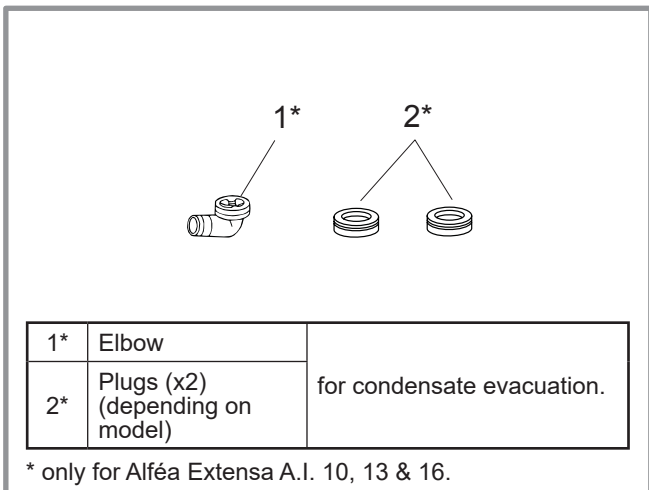 1*
2*
1* Elbow
for condensate evacuation.
2* Plugs (x2)
(depending on
model)
* only for Alféa Extensa A.I. 10, 13 & 16.